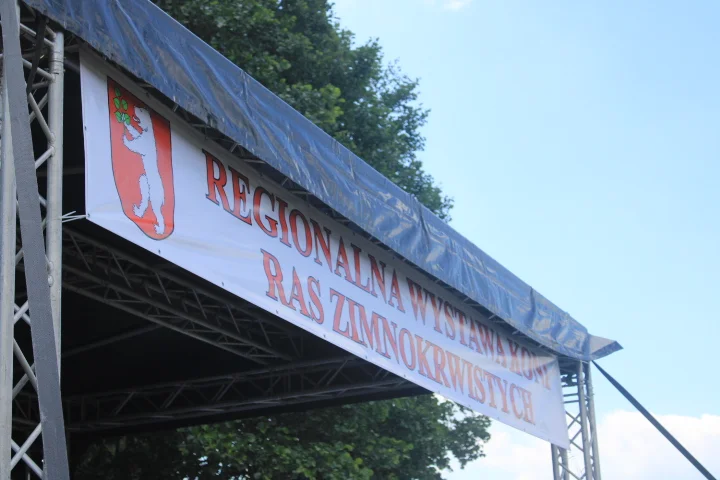 REGIONALNA WYSTAWA KONI
RAS ZIMNOKRWISTYCH